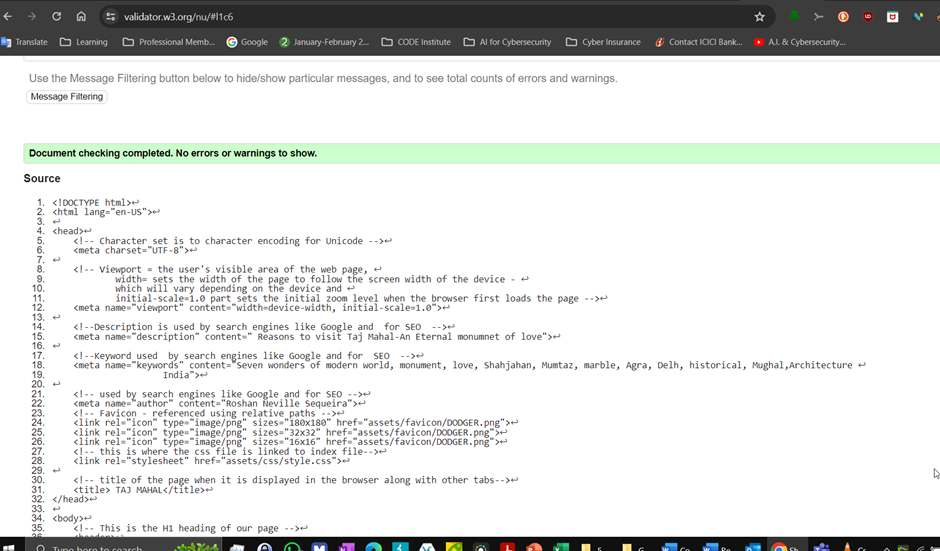 validator.w3.org/nu/#l1c6
Translate Learning Professional Memb... Google January-February 2... CODE Institute AI for Cybersecurity Cyber Insurance Contact ICICI Bank... A.I. & Cybersecurity...
Use the Message Filtering button below to hide/show particular messages, and to see total counts of errors and warnings.
Message Filtering
Document checking completed. No errors or warnings to show.
Source
1. <!DOCTYPE html>↩
2. <html lang="en-US">↩
3. ↩
4. <head>↩
5. <!-- Character set is to character encoding for Unicode -->↩
6. <meta charset="UTF-8">↩
7. ↩
8. <!-- Viewport = the user's visible area of the web page, ↩
9. width= sets the width of the page to follow the screen width of the device - ↩
10. which will vary depending on the device and ↩
11. initial-scale=1.0 part sets the initial zoom level when the browser first loads the page -->↩
12. <meta name="viewport" content="width=device-width, initial-scale=1.0">↩
13. ↩
14. <!--Description is used by search engines like Google and  for SEO  -->↩
15. <meta name="description" content=" Reasons to visit Taj Mahal-An Eternal monumnet of love">↩
16. ↩
17. <!--Keyword used  by search engines like Google and for  SEO  -->↩
18. <meta name="keywords" content="Seven wonders of modern world, monument, love, Shahjahan, Mumtaz, marble, Agra, Delh, historical, Mughal,Architecture ↩
19. India">↩
20. ↩
21. <!-- used by search engines like Google and for SEO -->↩
22. <meta name="author" content="Roshan Neville Sequeira">↩
23. <!-- Favicon - referenced using relative paths -->↩
24. <link rel="icon" type="image/png" sizes="180x180" href="assets/favicon/DODGER.png">↩
25. <link rel="icon" type="image/png" sizes="32x32" href="assets/favicon/DODGER.png">↩
26. <link rel="icon" type="image/png" sizes="16x16" href="assets/favicon/DODGER.png">↩
27. <!-- this is where the css file is linked to index file-->↩
28. <link rel="stylesheet" href="assets/css/style.css">↩
29. ↩
30. <!-- title of the page when it is displayed in the browser along with other tabs-->↩
31. <title> TAJ MAHAL</title>↩
32. </head>↩
33. ↩
34. <body>↩
35. <!-- This is the H1 heading of our page -->↩
36. <header>↩
Type here to search